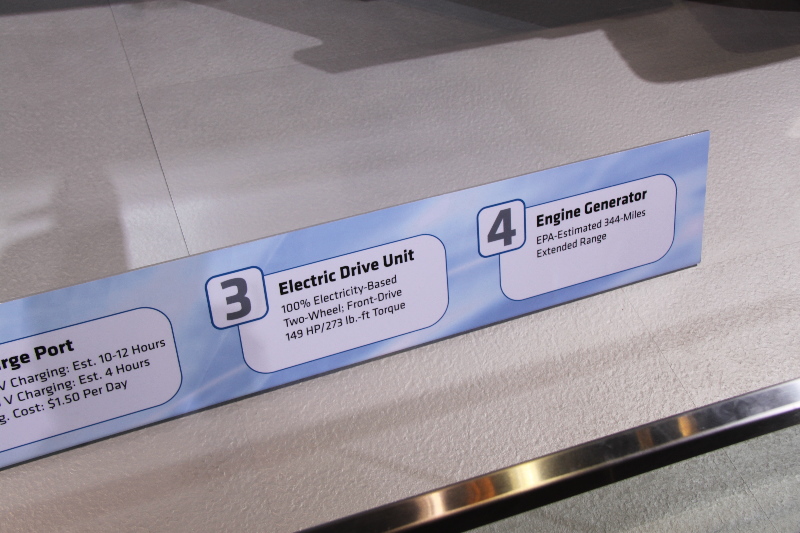 Port
V Charging: Est. 10-12 Hours
V Charging: Est. 4 Hours
Cost: $1.50 Per Day
3
Electric Drive Unit
100% Electricity-Based
Two-Wheel: Front-Drive
149 HP/273 lb.-ft Torque
4
Engine Generator
EPA-Estimated 344-Miles
Extended Range